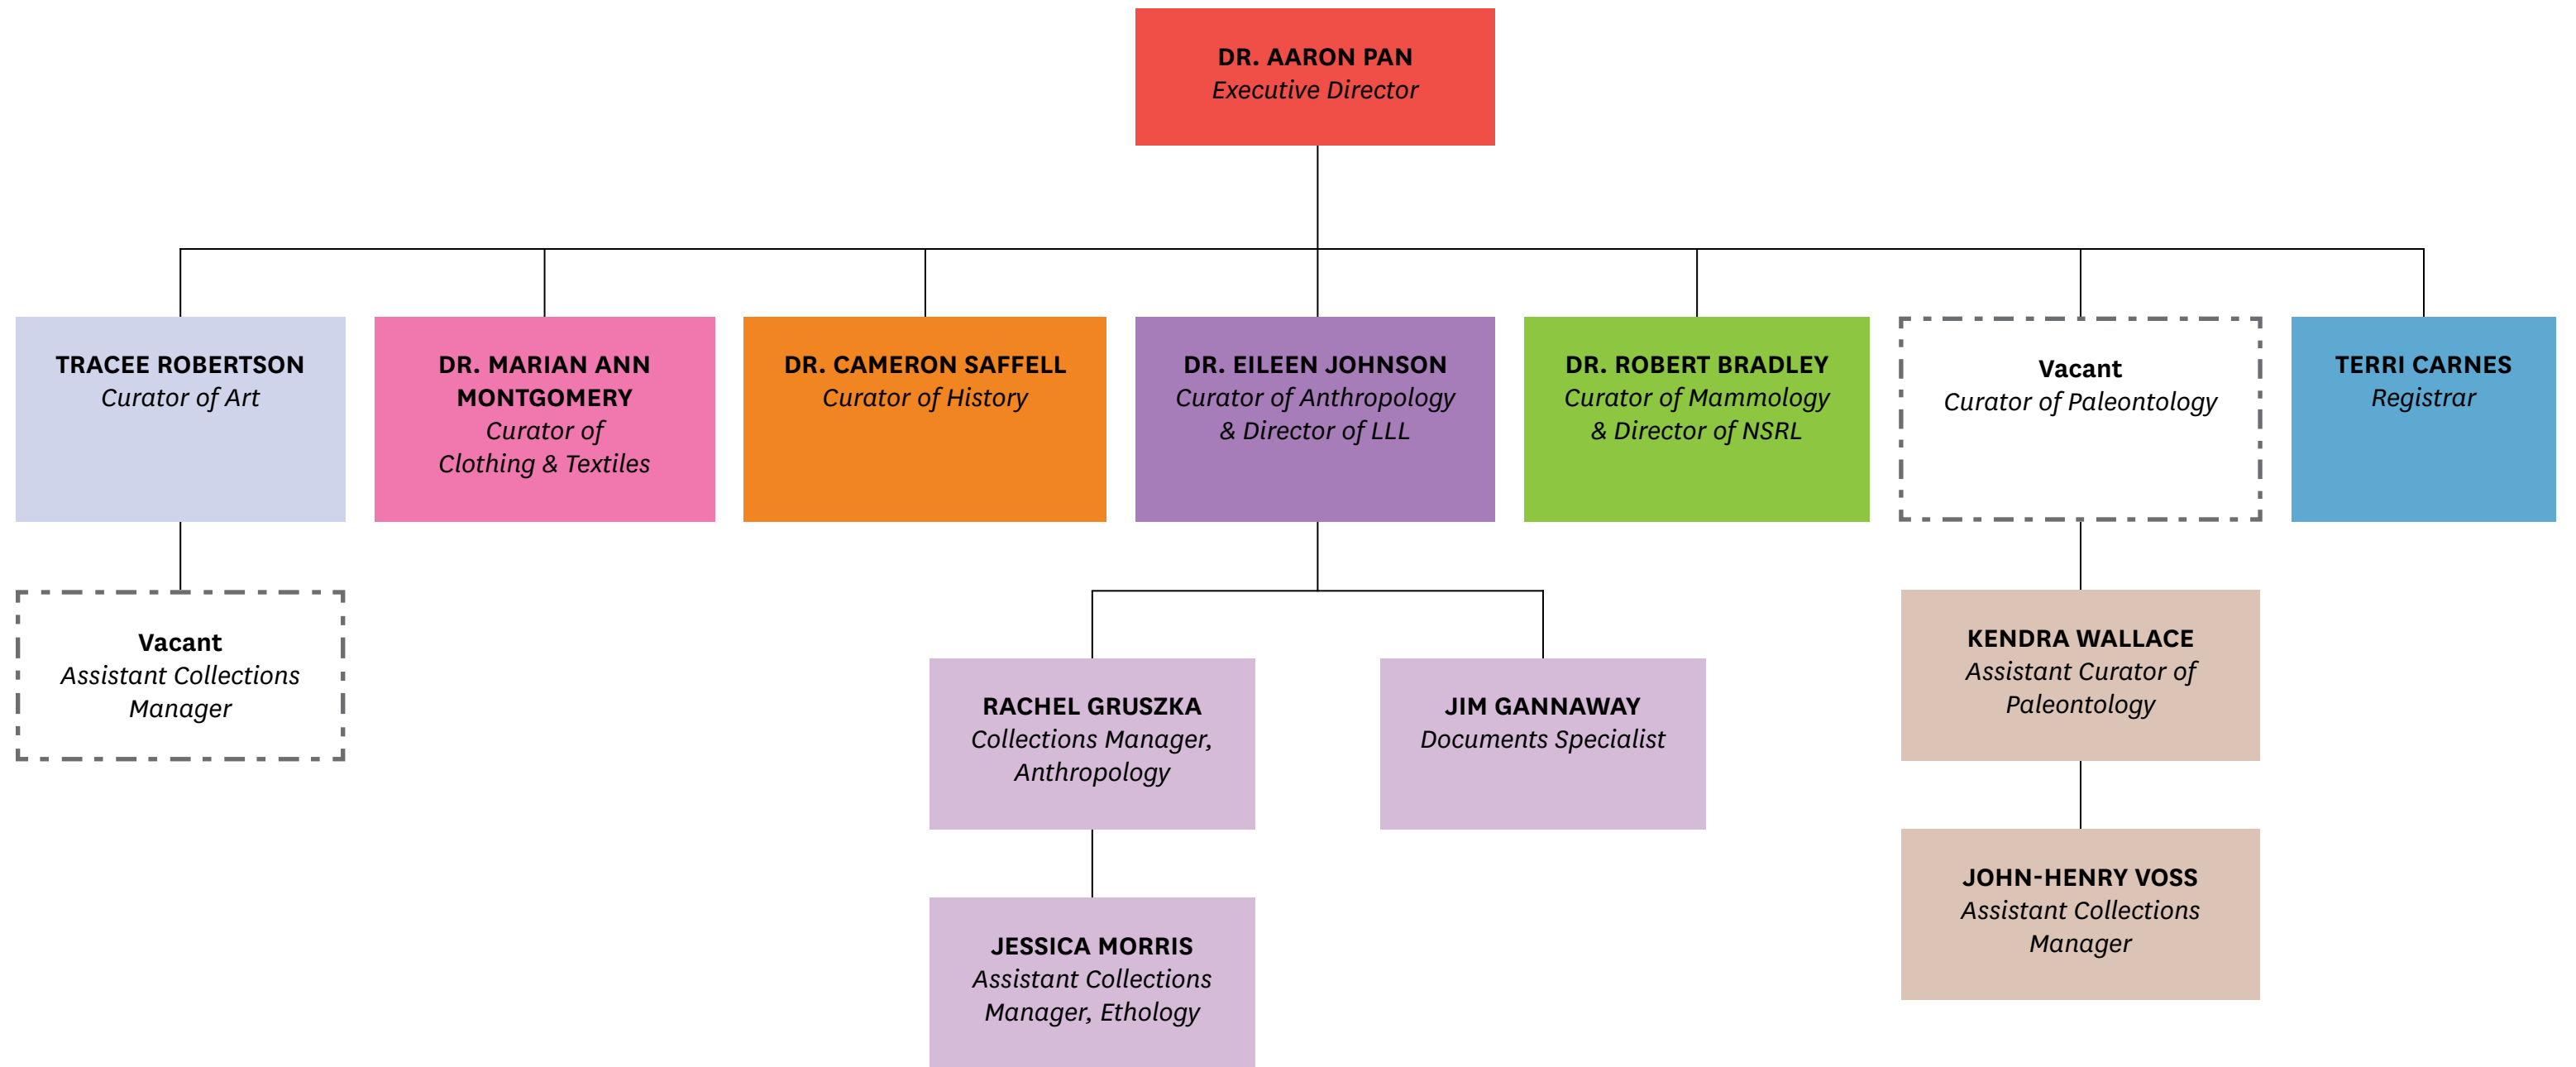 DR. AARON PAN
Executive Director
TRACEE ROBERTSON
Curator of Art
DR. MARIAN ANN
MONTGOMERY
Curator of
Clothing & Textiles
DR. CAMERON SAFFELL
Curator of History
DR. EILEEN JOHNSON
Curator of Anthropology
& Director of LLL
DR. ROBERT BRADLEY
Curator of Mammology
& Director of NSRL
Vacant
Curator of Paleontology
TERRI CARNES
Registrar
Vacant
Assistant Collections
Manager
RACHEL GRUSZKA
Collections Manager,
Anthropology
JIM GANNAWAY
Documents Specialist
KENDRA WALLACE
Assistant Curator of
Paleontology
JESSICA MORRIS
Assistant Collections
Manager, Ethology
JOHN-HENRY VOSS
Assistant Collections
Manager